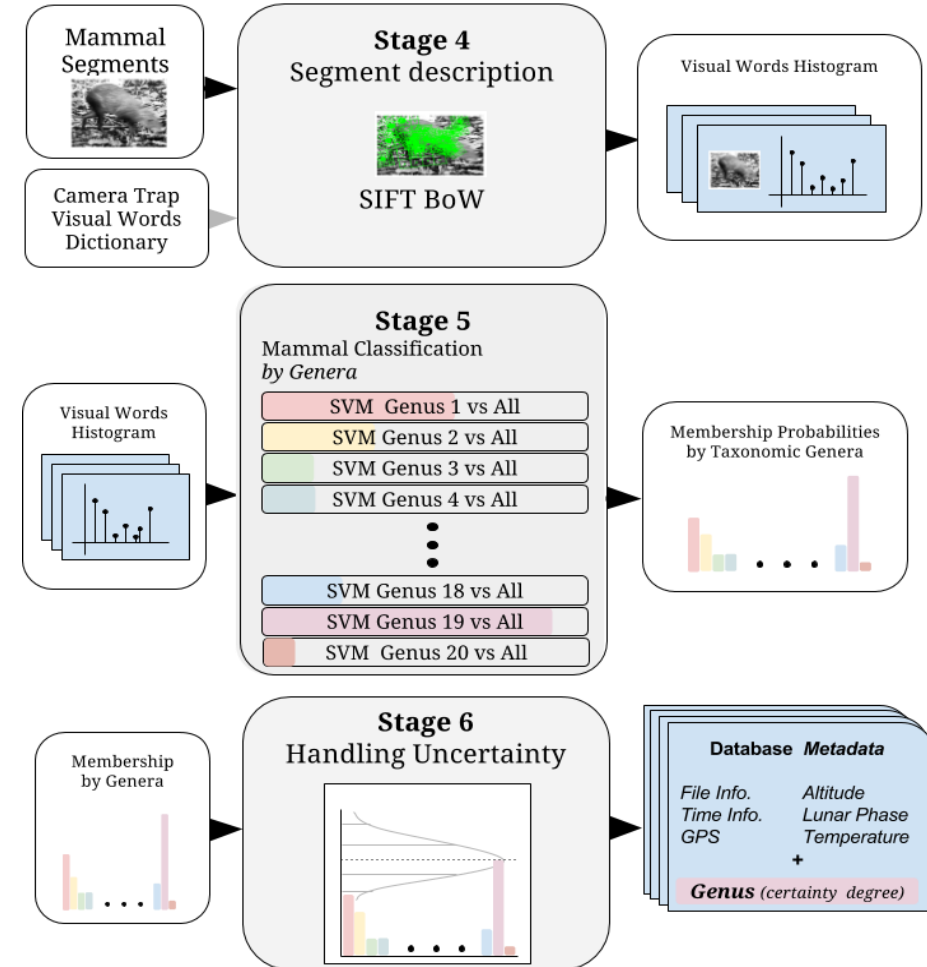 Mammal
Segments
Camera Trap
Visual Words
Dictionary
Stage 4
Segment description
SIFT BoW
Visual Words Histogram
Visual Words
Histogram
Stage 5
Mammal Classification
by Genera
SVM Genus 1 vs All
SVM Genus 2 vs All
SVM Genus 3 vs All
SVM Genus 4 vs All
SVM Genus 18 vs All
SVM Genus 19 vs All
SVM Genus 20 vs All
Membership Probabilities
by Taxonomic Genera
Membership
by Genera
Stage 6
Handling Uncertainty
Database Metadata
File Info. Altitude
Time Info. Lunar Phase
GPS Temperature
+
Genus (certainty degree)